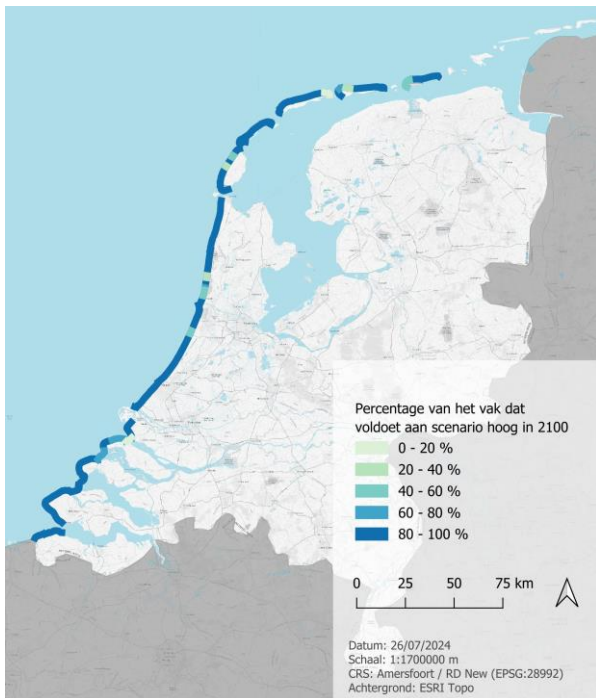 Percentage van het vak dat
voldoet aan scenario hoog in 2100
0 - 20 %
20 - 40 %
40 - 60 %
60 - 80 %
80 - 100 %
0 25 50 75 km
Datum: 26/07/2024
Schaal: 1:1700000 m
CRS: Amersfoort / RD New (EPSG:28992)
Achtergrond: ESRI Topo